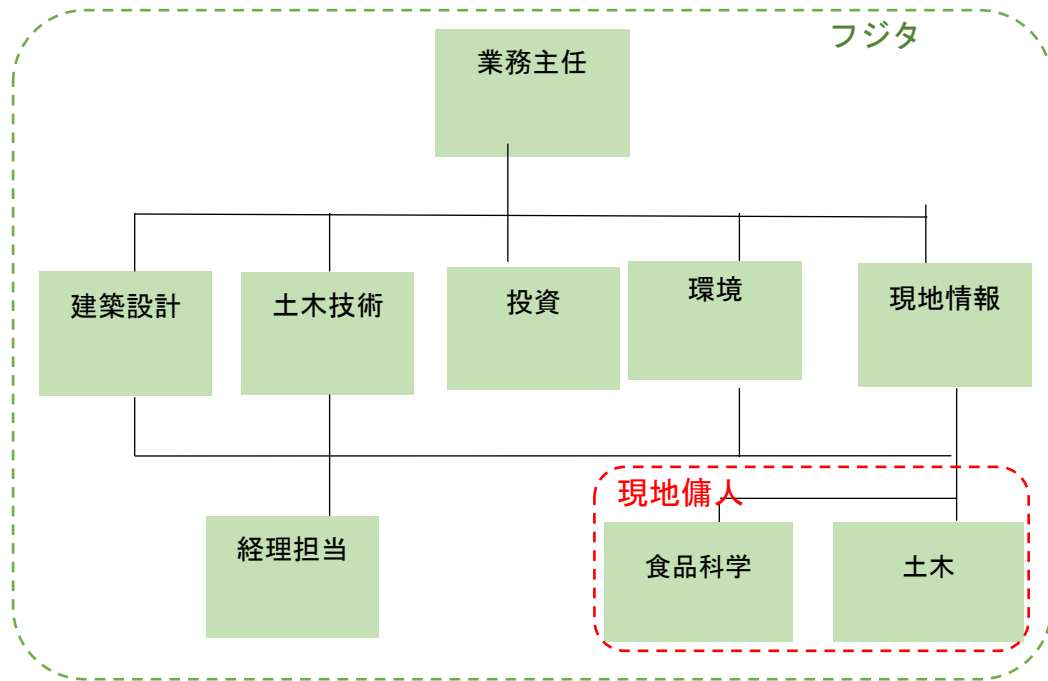 フジタ
業務主任
建築設計
土木技術
投資
環境
現地情報
現地傭人
経理担当
食品科学
土木